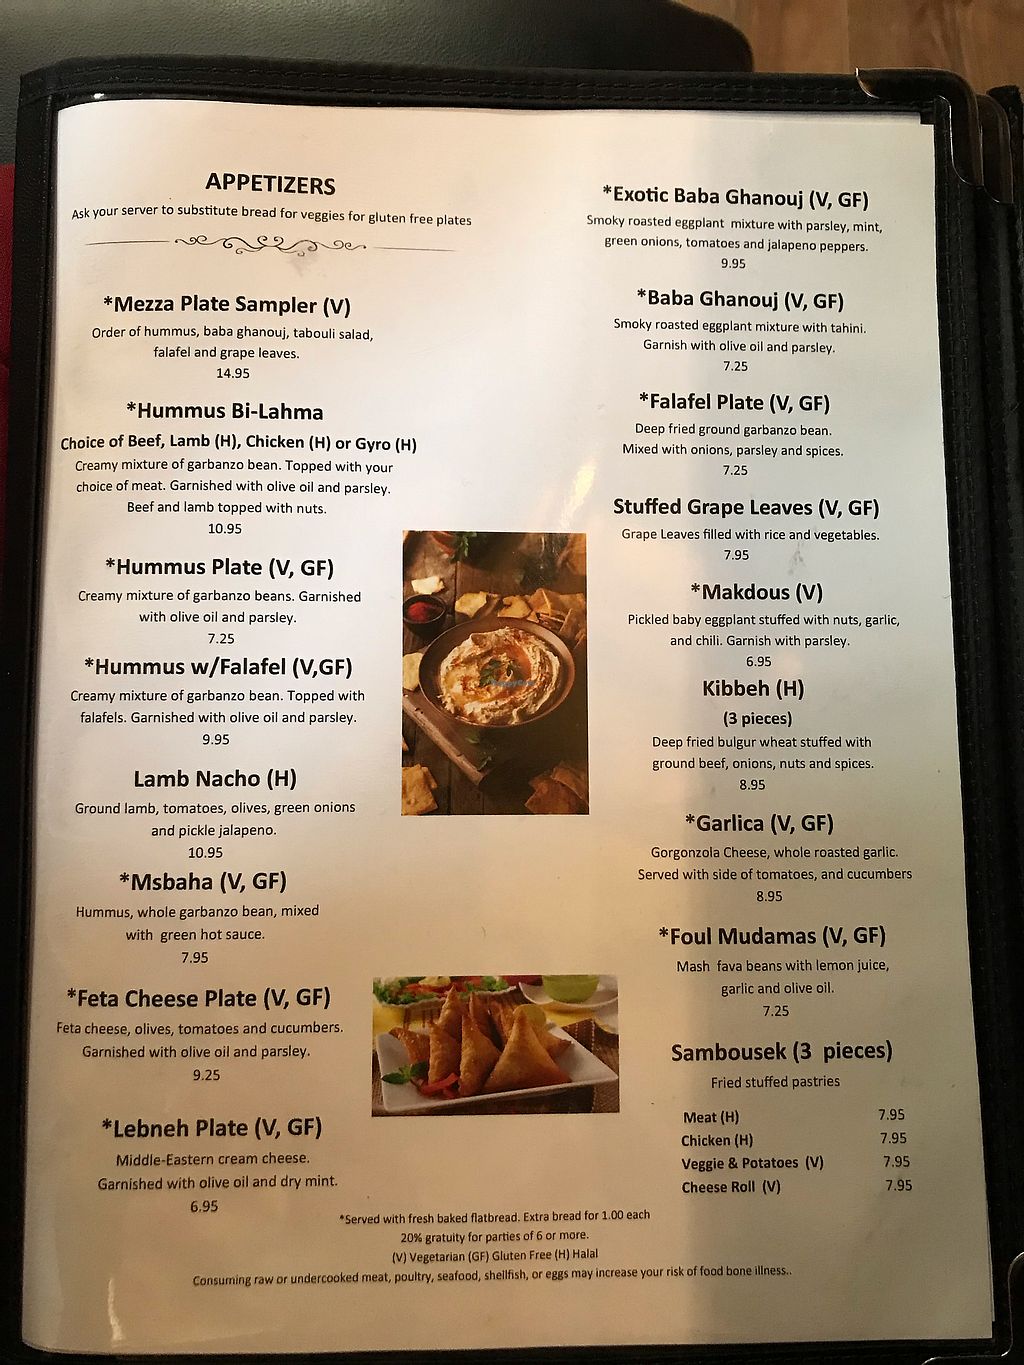 APPETIZERS
Ask your server to substitute bread for veggies for gluten free plates
*Mezza Plate Sampler (V)
Order of hummus, baba ghanouj, tabouli salad,
falafel and grape leaves.
14.95
*Hummus Bi-Lahma
Choice of Beef, Lamb (H), Chicken (H) or Gyro (H)
Creamy mixture of garbanzo bean. Topped with your
choice of meat. Garnished with olive oil and parsley.
Beef and lamb topped with nuts.
10.95
*Hummus Plate (V, GF)
Creamy mixture of garbanzo beans. Garnished
with olive oil and parsley.
7.25
*Hummus w/Falafel (V,GF)
Creamy mixture of garbanzo bean. Topped with
falafels. Garnished with olive oil and parsley.
9.95
Lamb Nacho (H)
Ground lamb, tomatoes, olives, green onions
and pickle jalapeno.
10.95
*Msbaha (V, GF)
Hummus, whole garbanzo bean, mixed
with green hot sauce.
7.95
*Feta Cheese Plate (V, GF)
Feta cheese, olives, tomatoes and cucumbers.
Garnished with olive oil and parsley.
9.25
*Lebneh Plate (V, GF)
Middle-Eastern cream cheese.
Garnished with olive oil and dry mint.
6.95
*Exotic Baba Ghanouj (V, GF)
Smoky roasted eggplant mixture with parsley, mint,
green onions, tomatoes and jalapeno peppers.
9.95
*Baba Ghanouj (V, GF)
Smoky roasted eggplant mixture with tahini.
Garnish with olive oil and parsley.
7.25
*Falafel Plate (V, GF)
Deep fried ground garbanzo bean.
Mixed with onions, parsley and spices.
7.25
Stuffed Grape Leaves (V, GF)
Grape Leaves filled with rice and vegetables.
7.95
*Makdous (V)
Pickled baby eggplant stuffed with nuts, garlic,
and chili. Garnish with parsley.
6.95
Kibbeh (H)
(3 pieces)
Deep fried bulgur wheat stuffed with
ground beef, onions, nuts and spices.
8.95
*Garlica (V, GF)
Gorgonzola Cheese, whole roasted garlic.
Served with side of tomatoes, and cucumbers
8.95
*Foul Mudamas (V, GF)
Mash fava beans with lemon juice,
garlic and olive oil.
7.25
Sambousek (3 pieces)
Fried stuffed pastries
Meat (H) 7.95
Chicken (H) 7.95
Veggie & Potatoes (V) 7.95
Cheese Roll (V) 7.95
*Served with fresh baked flatbread. Extra bread for 1.00 each
20% gratuity for parties of 6 or more.
(V) Vegetarian (GF) Gluten Free (H) Halal
Consuming raw or undercooked meat, poultry, seafood, shellfish, or eggs may increase your risk of food bone illness..